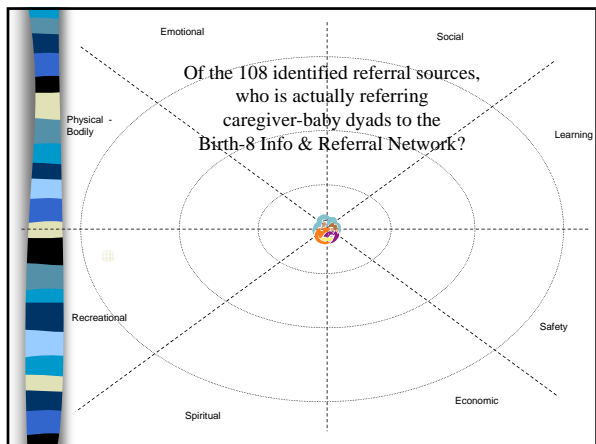 Emotional
Social
Of the 108 identified referral sources,
who is actually referring
caregiver-baby dyads to the
Birth-8 Info & Referral Network?
Physical -
Bodily
Learning
Recreational
Safety
Economic
Spiritual